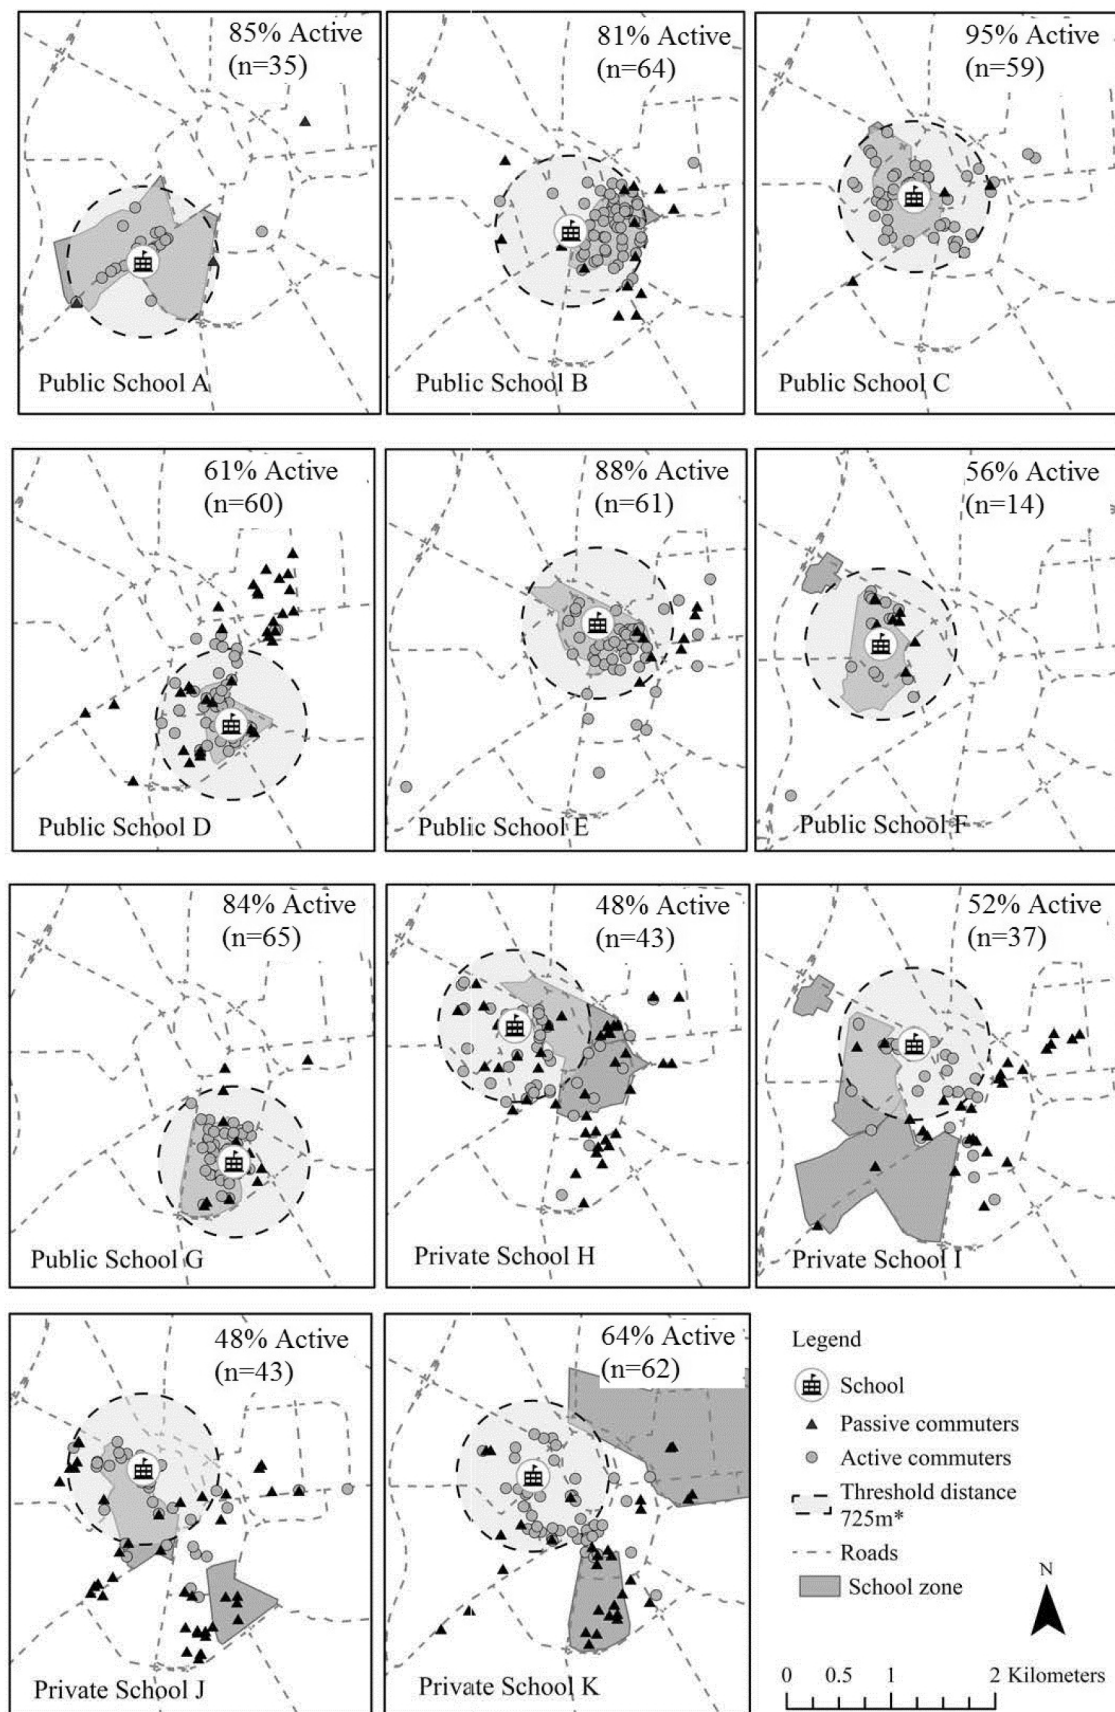 85% Active
(n=35)
Public School A
81% Active
(n=64)
Public School B
95% Active
(n=59)
Public School C
61% Active
(n=60)
Public School D
88% Active
(n=61)
Public School E
56% Active
(n=14)
Public School F
84% Active
(n=65)
Public School G
48% Active
(n=43)
Private School H
52% Active
(n=37)
Private School I
48% Active
(n=43)
Private School J
64% Active
(n=62)
Private School K
Legend
School
Passive commuters
Active commuters
Threshold distance
725m*
Roads
School zone
N
0 0.5 1 2 Kilometers